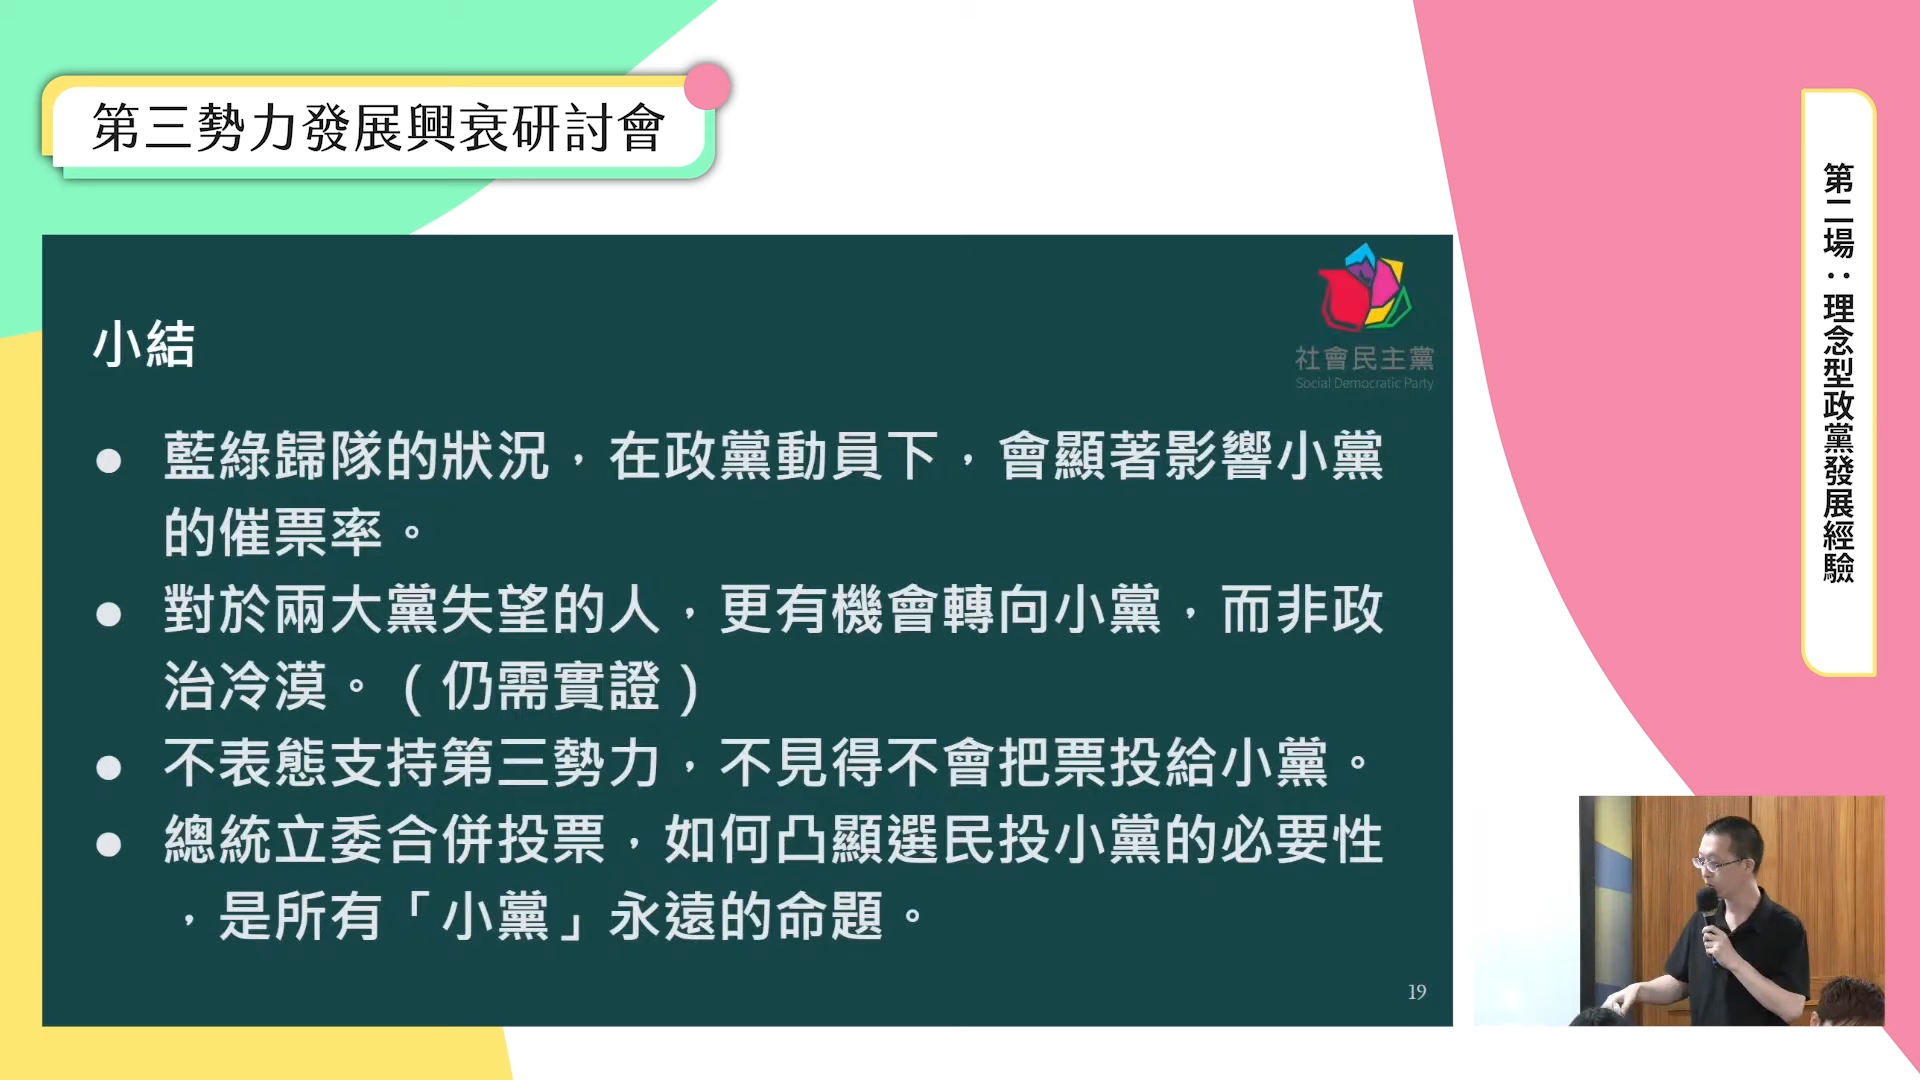 第三勢力發展興衰研討會
第二場：理念型政黨發展經驗
社會民主黨
Social Democratic Party
小結
● 藍綠歸隊的狀況，在政黨動員下，會顯著影響小黨
的催票率。
● 對於兩大黨失望的人，更有機會轉向小黨，而非政
治冷漠。（仍需實證）
● 不表態支持第三勢力，不見得不會把票投給小黨。
● 總統立委合併投票，如何凸顯選民投小黨的必要性
，是所有「小黨」永遠的命題。
19